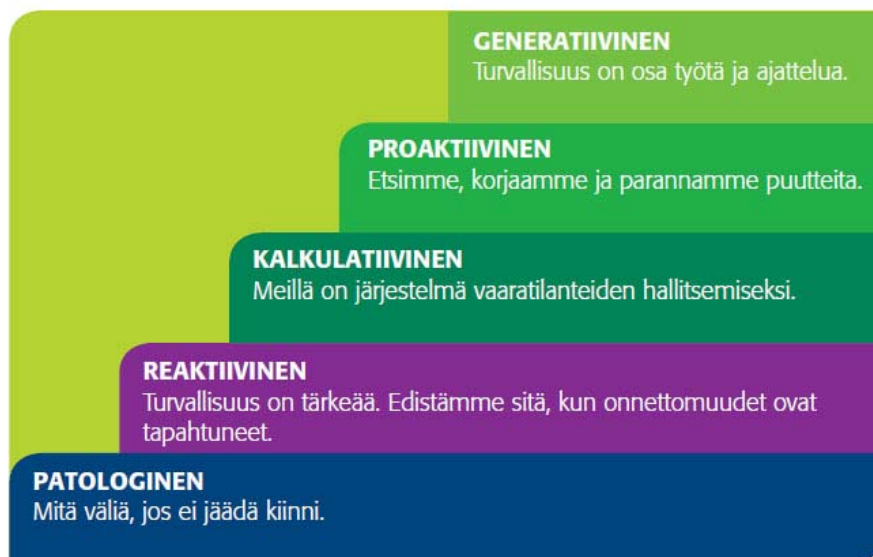 GENERATIIVINEN
Turvallisuus on osa työtä ja ajattelua.
PROAKTIIVINEN
Etsimme, korjaamme ja parannamme puutteita.
KALKULATIIVINEN
Meillä on järjestelmä vaaratilanteiden hallitsemiseksi.
REAKTIIVINEN
Turvallisuus on tärkeää. Edistämme sitä, kun onnettomuudet ovat
tapahtuneet.
PATOLOGINEN
Mitä väliä, jos ei jäädä kiinni.